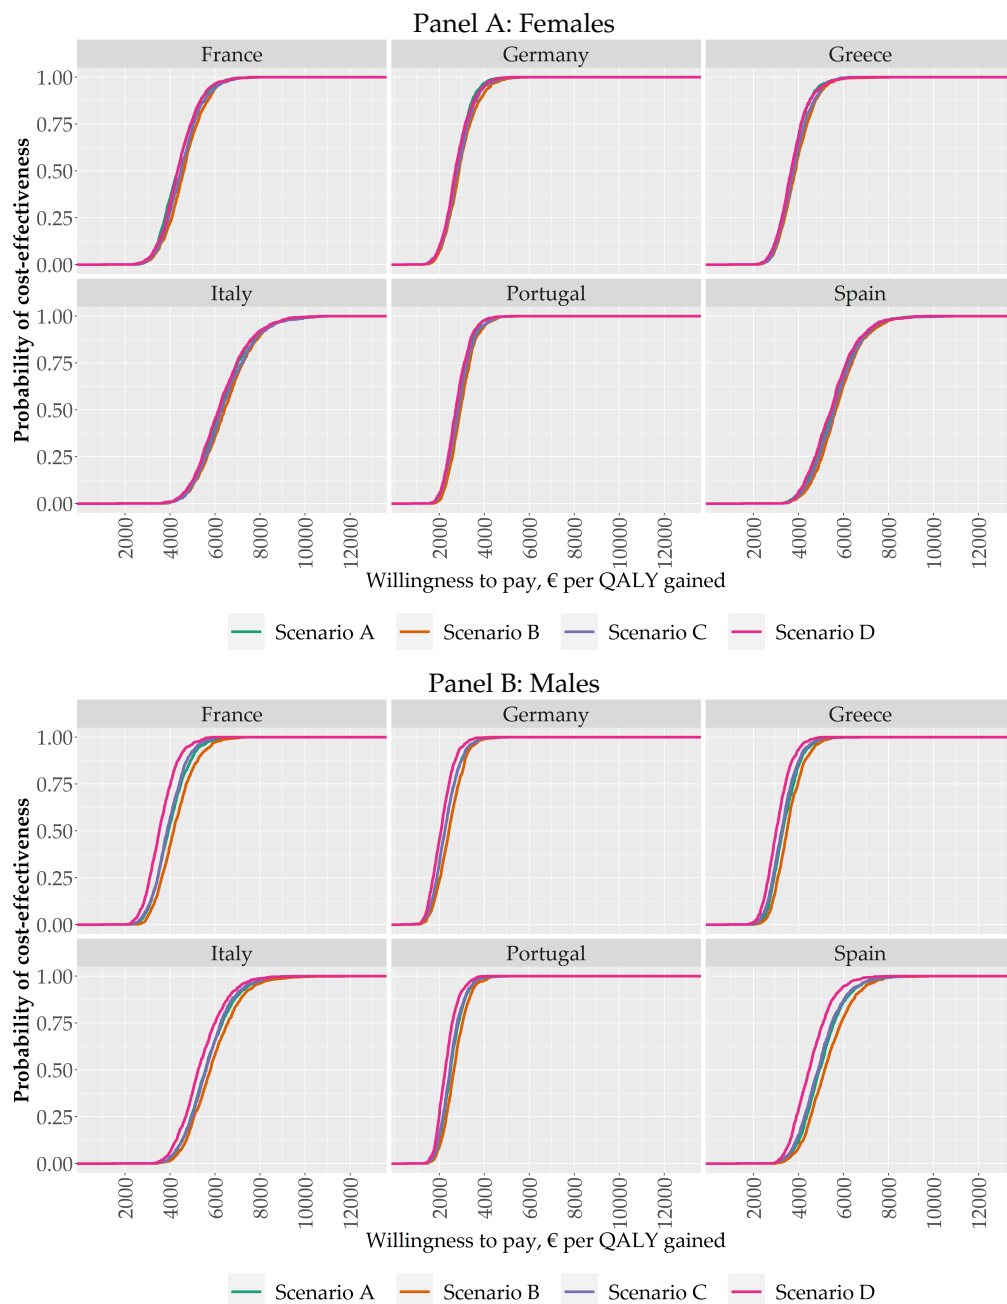 Panel A: Females
France Germany Greece
1.00
0.75
0.50
0.25
0.00
Italy Portugal Spain
1.00
0.75
0.50
0.25
0.00
Probability of cost-effectiveness
2000 4000 6000 8000 10000 12000 2000 4000 6000 8000 10000 12000 2000 4000 6000 8000 10000 12000
Willingness to pay, € per QALY gained
Scenario A Scenario B Scenario C Scenario D
Panel B: Males
France Germany Greece
1.00
0.75
0.50
0.25
0.00
Italy Portugal Spain
1.00
0.75
0.50
0.25
0.00
Probability of cost-effectiveness
2000 4000 6000 8000 10000 12000 2000 4000 6000 8000 10000 12000 2000 4000 6000 8000 10000 12000
Willingness to pay, € per QALY gained
Scenario A Scenario B Scenario C Scenario D